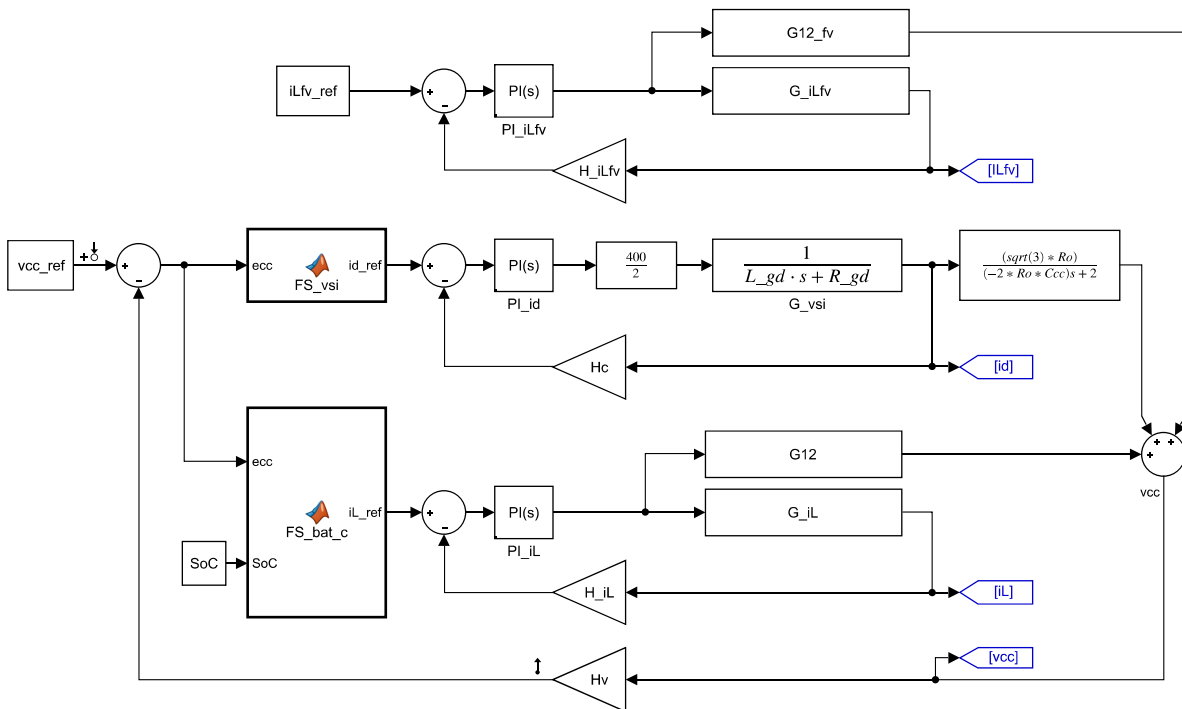 G12_fv
iLfv_ref
+
-
PI(s)
PI_iLfv
G_iLfv
H_iLfv
[ILfv]
vcc_ref
+
+
-
ecc
id_ref
FS_vsi
+
-
PI(s)
PI_id
400
2
1
L_gd · s + R_gd
G_vsi
(sqrt(3) * Ro)
(-2 * Ro * Ccc)s + 2
Hc
[id]
ecc
iL_ref
FS_bat_c
SoC
SoC
+
-
PI(s)
PI_iL
G12
G_iL
+
+
+
vcc
H_iL
[iL]
Hv
[vcc]